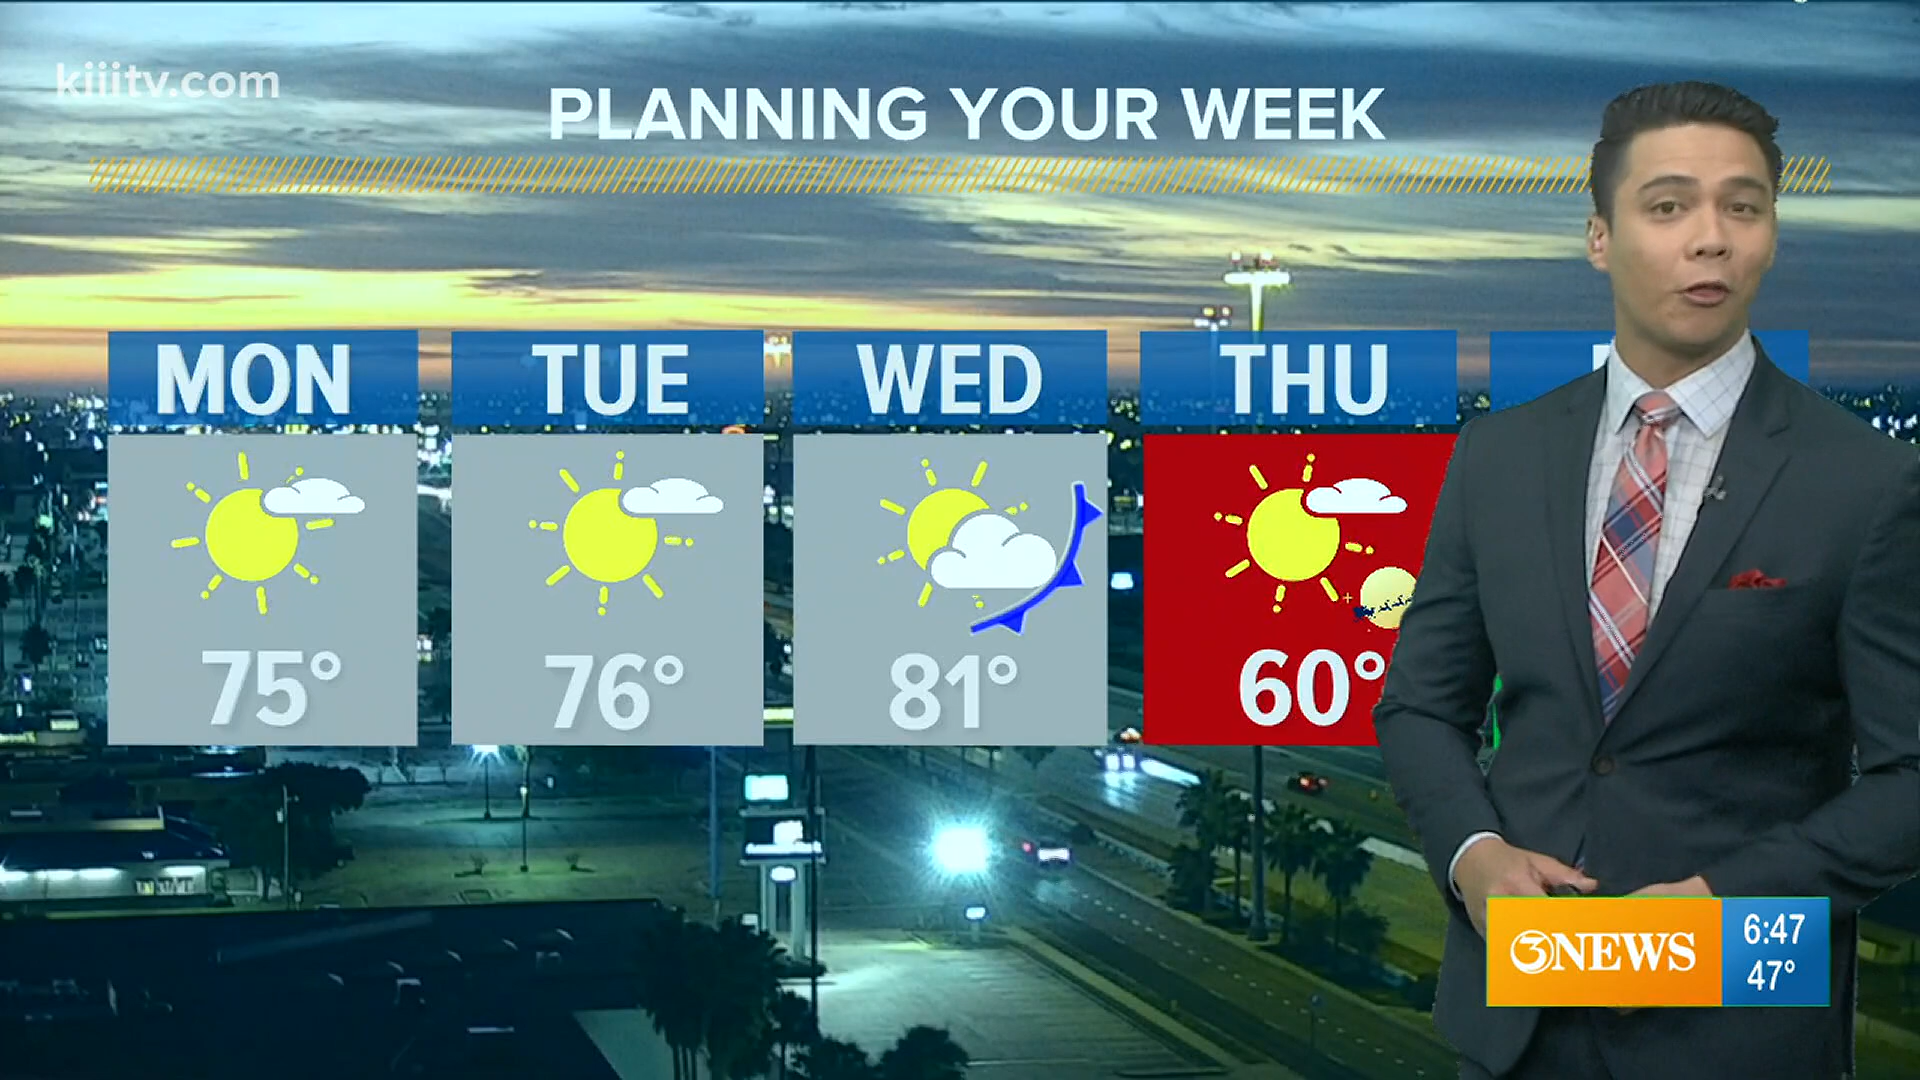 kiiitv.com
PLANNING YOUR WEEK
MON
TUE
WED
THU
75°
76°
81°
60°
3NEWS
6:47
47°